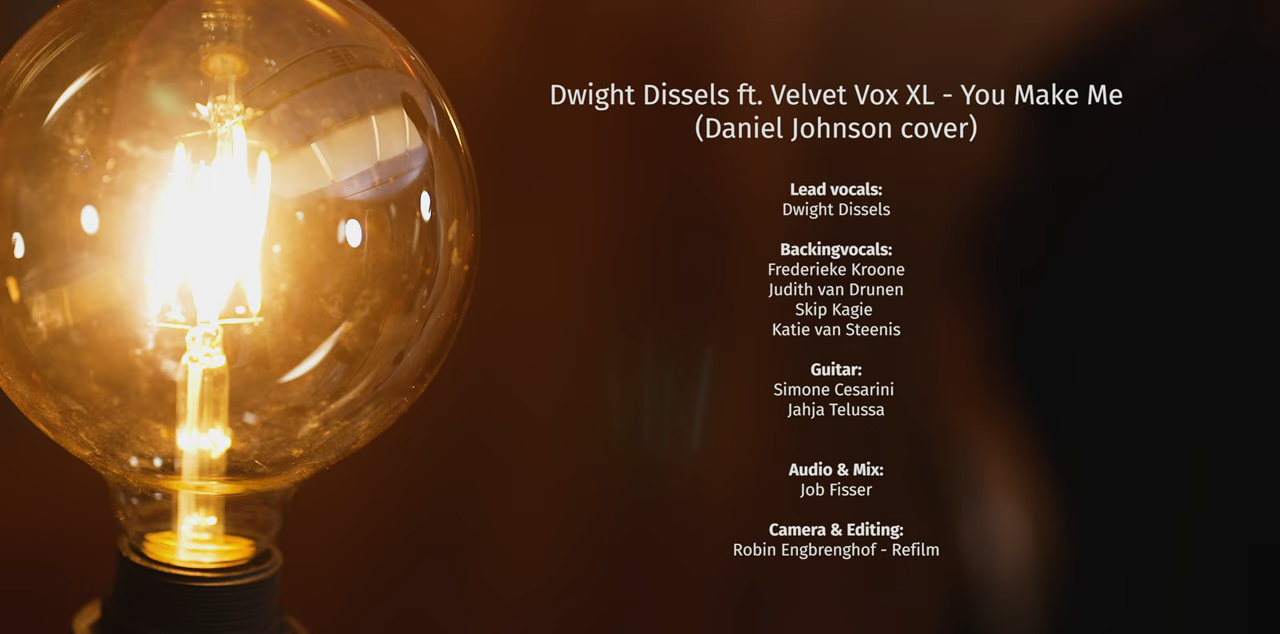 Dwight Dissels ft. Velvet Vox XL - You Make Me
(Daniel Johnson cover)
Lead vocals:
Dwight Dissels
Backingvocals:
Frederieke Kroone
Judith van Drunen
Skip Kagie
Katie van Steenis
Guitar:
Simone Cesarini
Jahja Telussa
Audio & Mix:
Job Fisser
Camera & Editing:
Robin Engbrenghof - Refilm